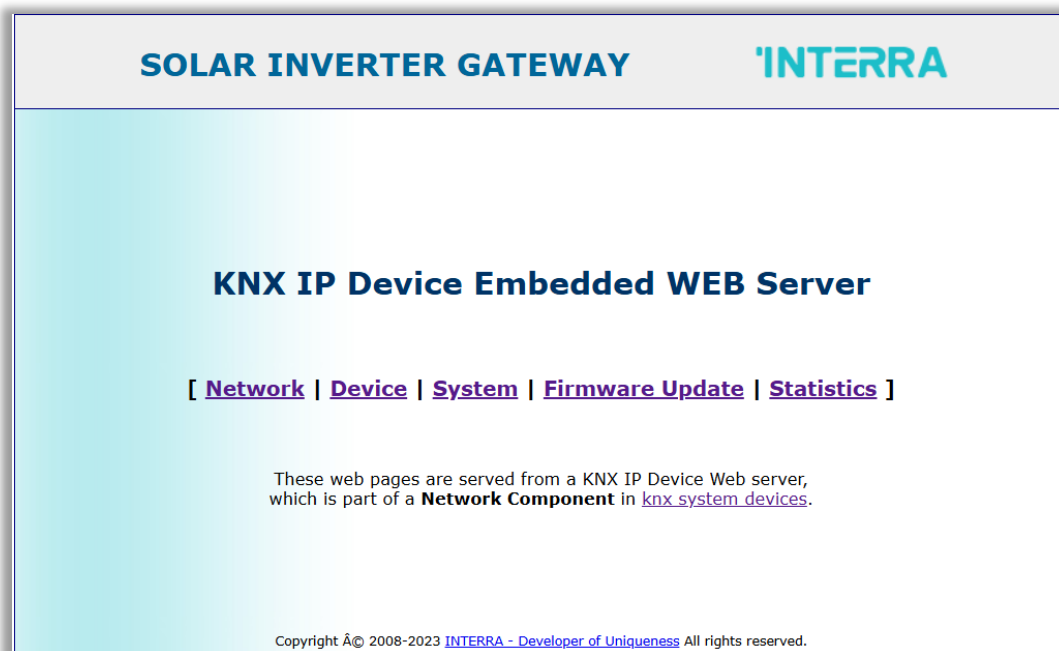 SOLAR INVERTER GATEWAY
INTERRA
KNX IP Device Embedded WEB Server
[ Network | Device | System | Firmware Update | Statistics ]
These web pages are served from a KNX IP Device Web server,
which is part of a Network Component in knx system devices.
Copyright Â© 2008-2023 INTERRA - Developer of Uniqueness All rights reserved.